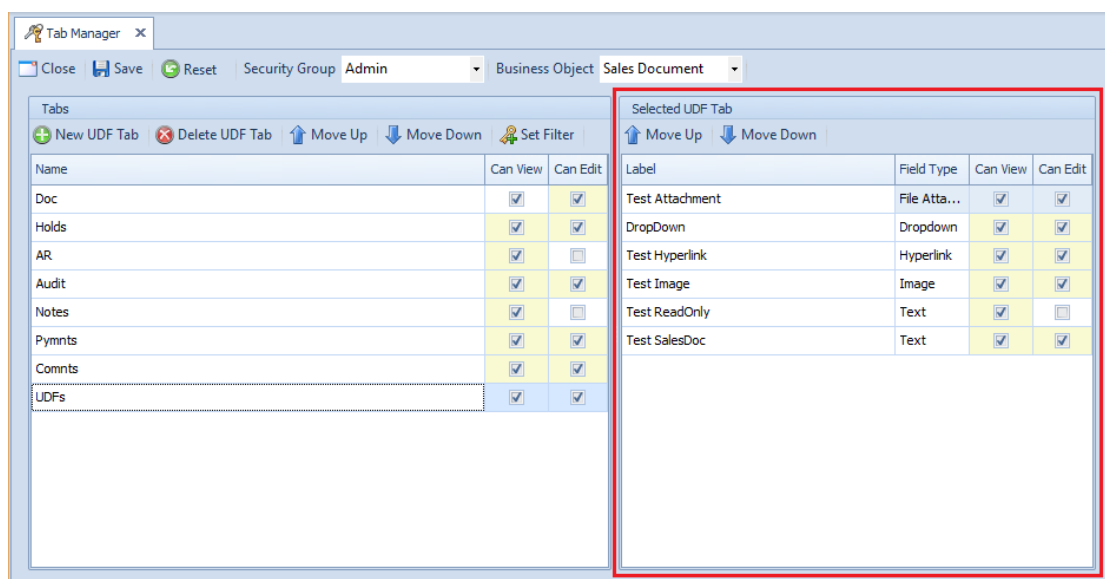 Tab Manager
Close Save Reset Security Group Admin Business Object Sales Document
Tabs
New UDF Tab Delete UDF Tab Move Up Move Down Set Filter
Name Can View Can Edit
Doc
Holds
AR
Audit
Notes
Pymnts
Comnts
UDFs
Selected UDF Tab
Move Up Move Down
Label Field Type Can View Can Edit
Test Attachment File Atta...
DropDown Dropdown
Test Hyperlink Hyperlink
Test Image Image
Test ReadOnly Text
Test SalesDoc Text